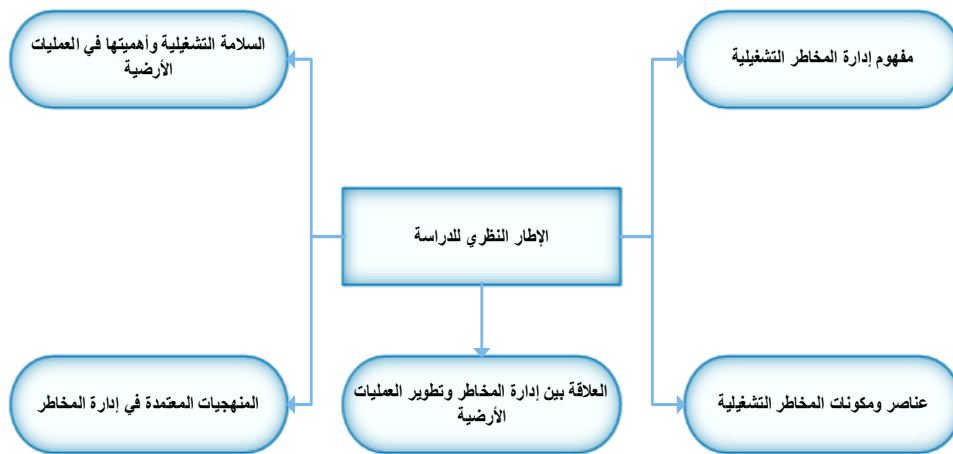 مفهوم إدارة المخاطر التشغيلية
السلامة التشغيلية وأهميتها في العمليات
الأرضية
الإطار النظري للدراسة
عناصر ومكونات المخاطر التشغيلية
العلاقة بين إدارة المخاطر وتطوير العمليات
الأرضية
المنهجيات المعتمدة في إدارة المخاطر